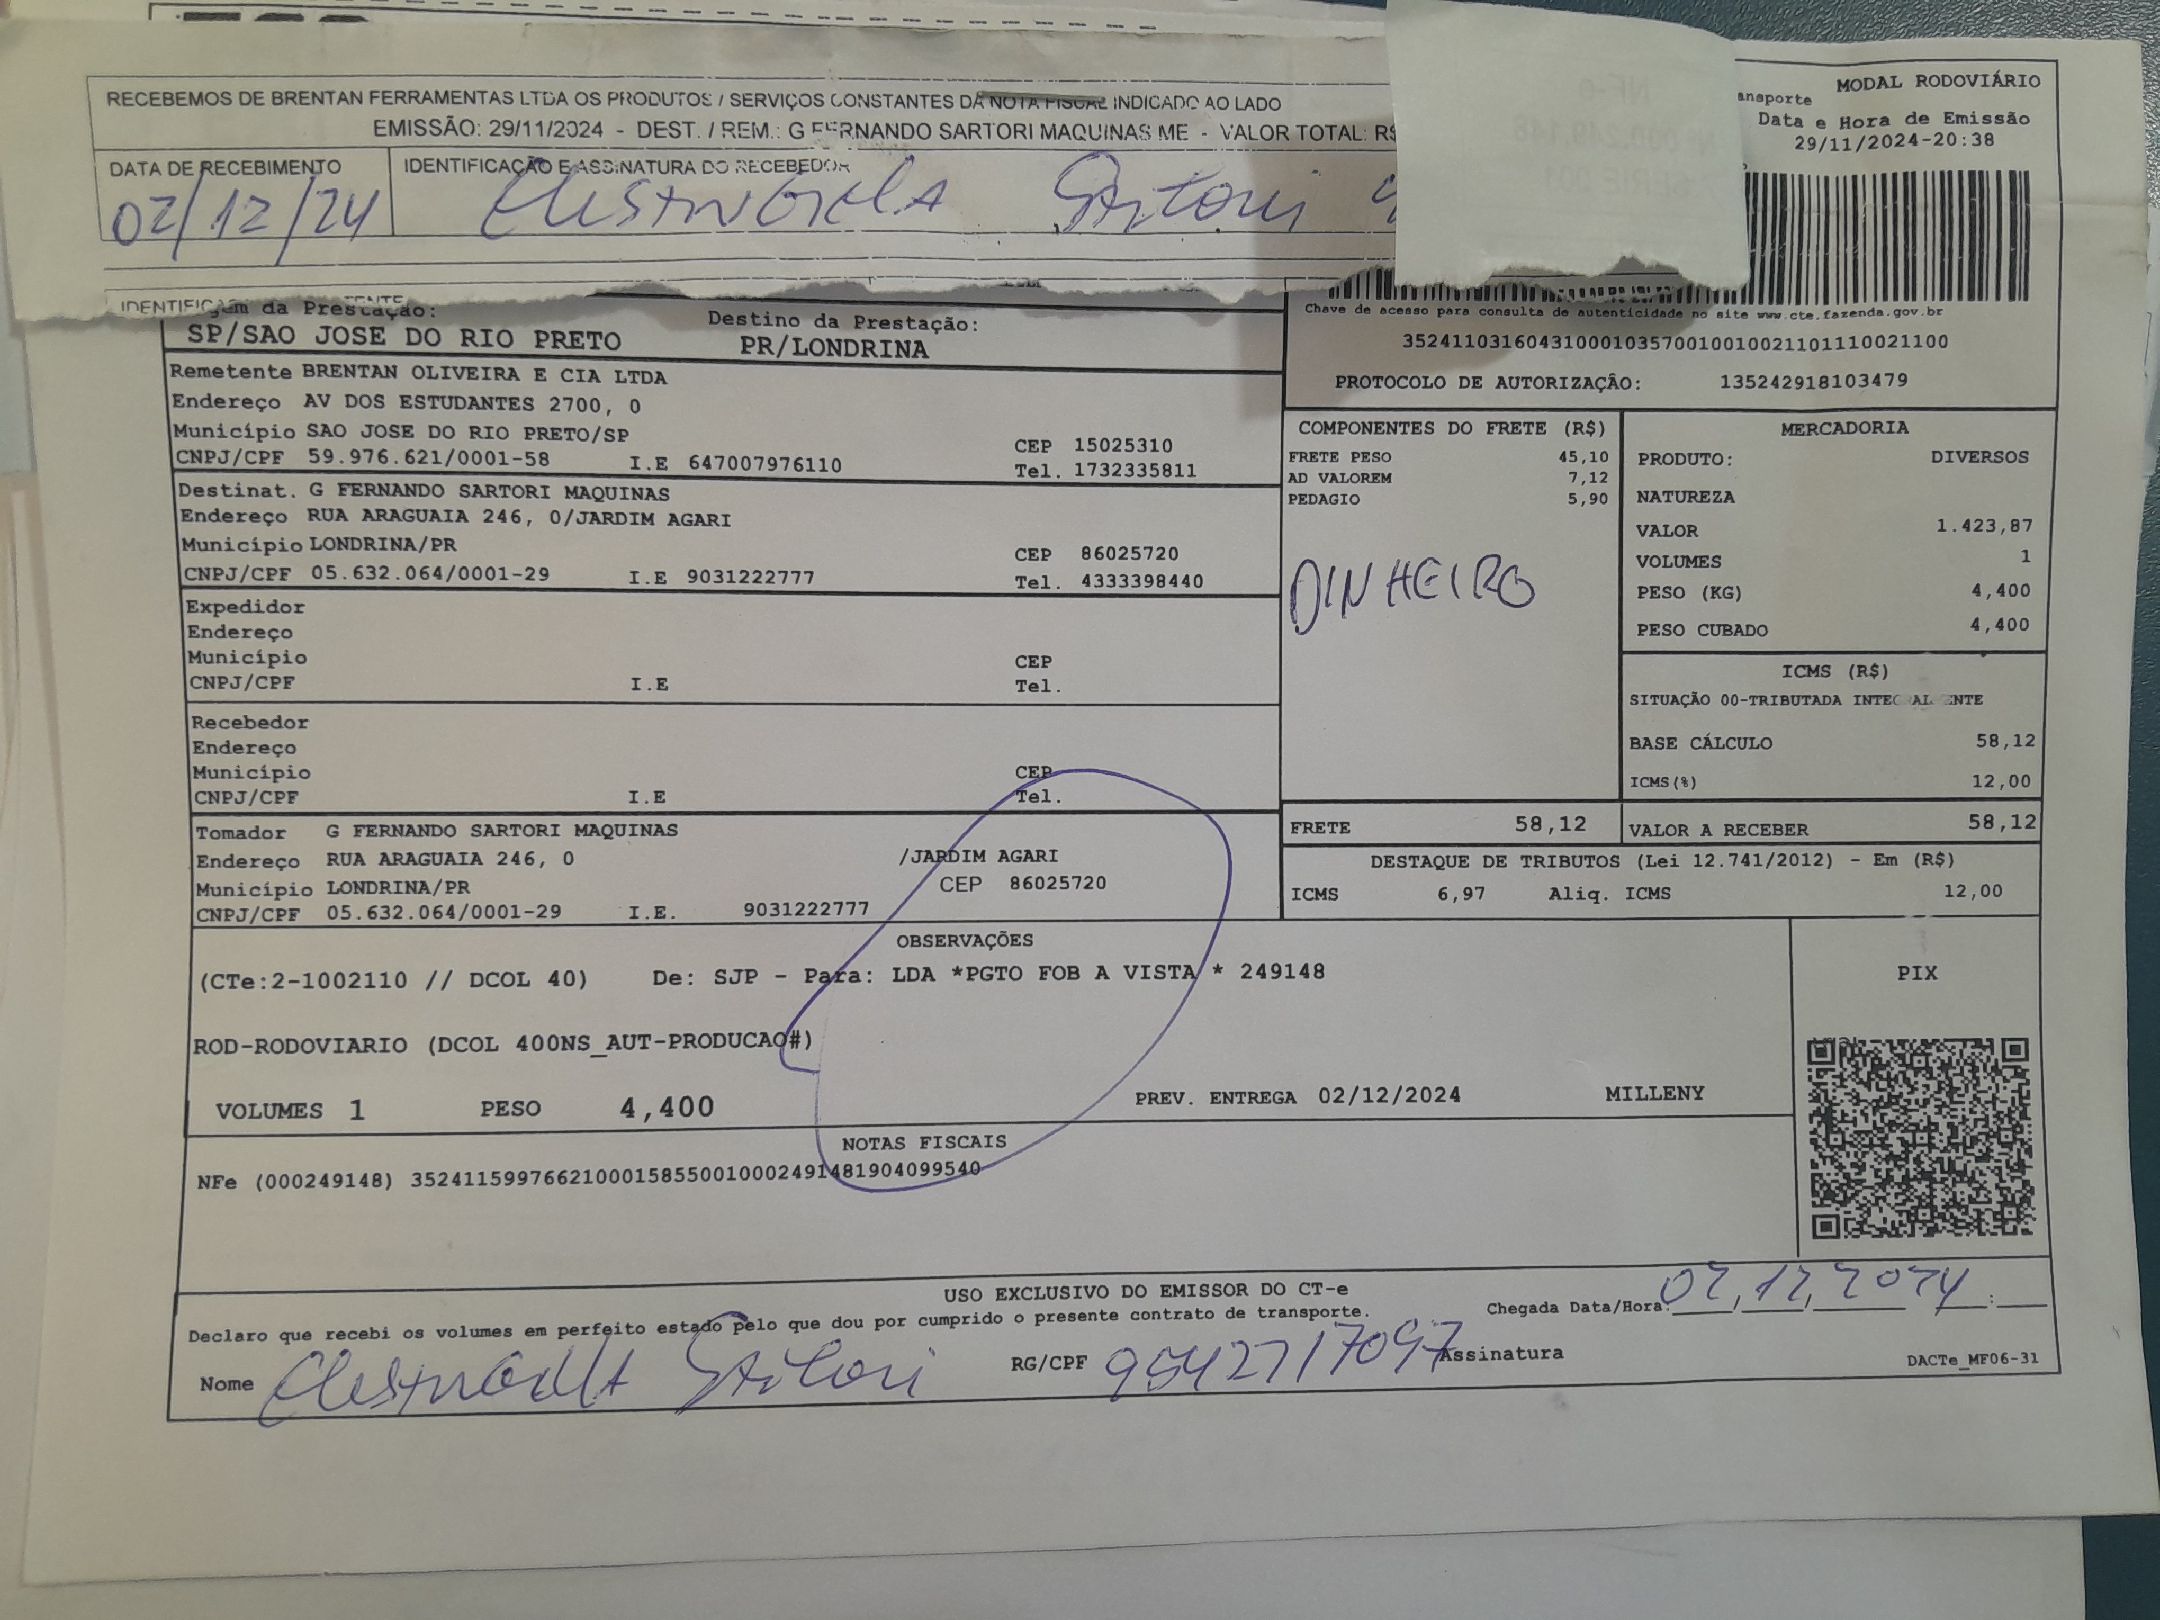 RECEBEMOS DE BRENTAN FERRAMENTAS LTDA OS PRODUTOS / SERVIÇOS CONSTANTES DA NOTA FISCAL INDICADO AO LADO
EMISSÃO: 29/11/2024 - DEST. / REM.: G FERNANDO SARTORI MAQUINAS ME - VALOR TOTAL: R$
DATA DE RECEBIMENTO
IDENTIFICAÇÃO E ASSINATURA DO RECEBEDOR
02/12/24
Sartori
MODAL RODOVIÁRIO
Data e Hora de Emissão
29/11/2024-20:38
da Prestação:
SP/SAO JOSE DO RIO PRETO
Destino da Prestação:
PR/LONDRINA
Chave de acesso para consulta de autenticidade no site www.cte.fazenda.gov.br
35241103160431000103570010010021101110021100
PROTOCOLO DE AUTORIZAÇÃO: 135242918103479
Remetente BRENTAN OLIVEIRA E CIA LTDA
Endereço AV DOS ESTUDANTES 2700, 0
Município SAO JOSE DO RIO PRETO/SP CEP 15025310
CNPJ/CPF 59.976.621/0001-58 I.E 647007976110 Tel. 1732335811
Destinat. G FERNANDO SARTORI MAQUINAS
Endereço RUA ARAGUAIA 246, 0/JARDIM AGARI
Município LONDRINA/PR CEP 86025720
CNPJ/CPF 05.632.064/0001-29 I.E 9031222777 Tel. 4333398440
Expedidor
Endereço
Município CEP
CNPJ/CPF I.E Tel.
Recebedor
Endereço
Município CEP
CNPJ/CPF I.E Tel.
Tomador G FERNANDO SARTORI MAQUINAS
Endereço RUA ARAGUAIA 246, 0 /JARDIM AGARI
Município LONDRINA/PR CEP 86025720
CNPJ/CPF 05.632.064/0001-29 I.E. 9031222777
COMPONENTES DO FRETE (R$)
FRETE PESO 45,10
AD VALOREM 7,12
PEDAGIO 5,90
DINHEIRO
MERCADORIA
PRODUTO: DIVERSOS
NATUREZA
VALOR 1.423,87
VOLUMES 1
PESO (KG) 4,400
PESO CUBADO 4,400
ICMS (R$)
SITUAÇÃO 00-TRIBUTADA
BASE CÁLCULO 58,12
ICMS(%) 12,00
FRETE 58,12
VALOR A RECEBER 58,12
DESTAQUE DE TRIBUTOS (Lei 12.741/2012) - Em (R$)
ICMS 6,97 Aliq. ICMS 12,00
OBSERVAÇÕES
(CTe:2-1002110 // DCOL 40) De: SJP - Para: LDA *PGTO FOB A VISTA * 249148
ROD-RODOVIARIO (DCOL 400NS_AUT-PRODUCAO#)
VOLUMES 1 PESO 4,400 PREV. ENTREGA 02/12/2024 MILLENY
PIX
NOTAS FISCAIS
NFe (000249148) 35241159976621000158550010002491481904099540
USO EXCLUSIVO DO EMISSOR DO CT-e
Declaro que recebi os volumes em perfeito estado pelo que dou por cumprido o presente contrato de transporte.
Chegada Data/Hora: 02,12,2024
Nome Sartori RG/CPF 9542717097 Assinatura
DACTe_MF06-31